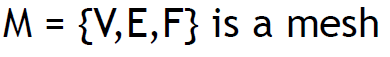 M = {V,E,F} is a mesh